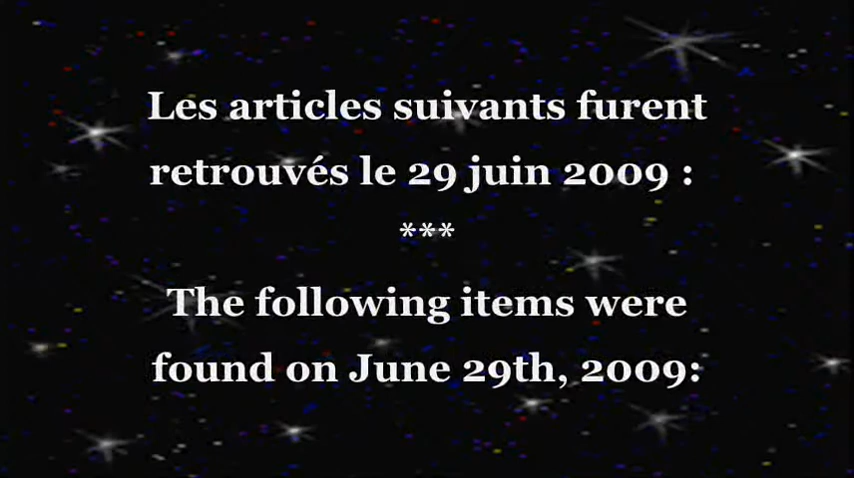 Les articles suivants furent
retrouvés le 29 juin 2009 :
***
The following items were
found on June 29th, 2009: